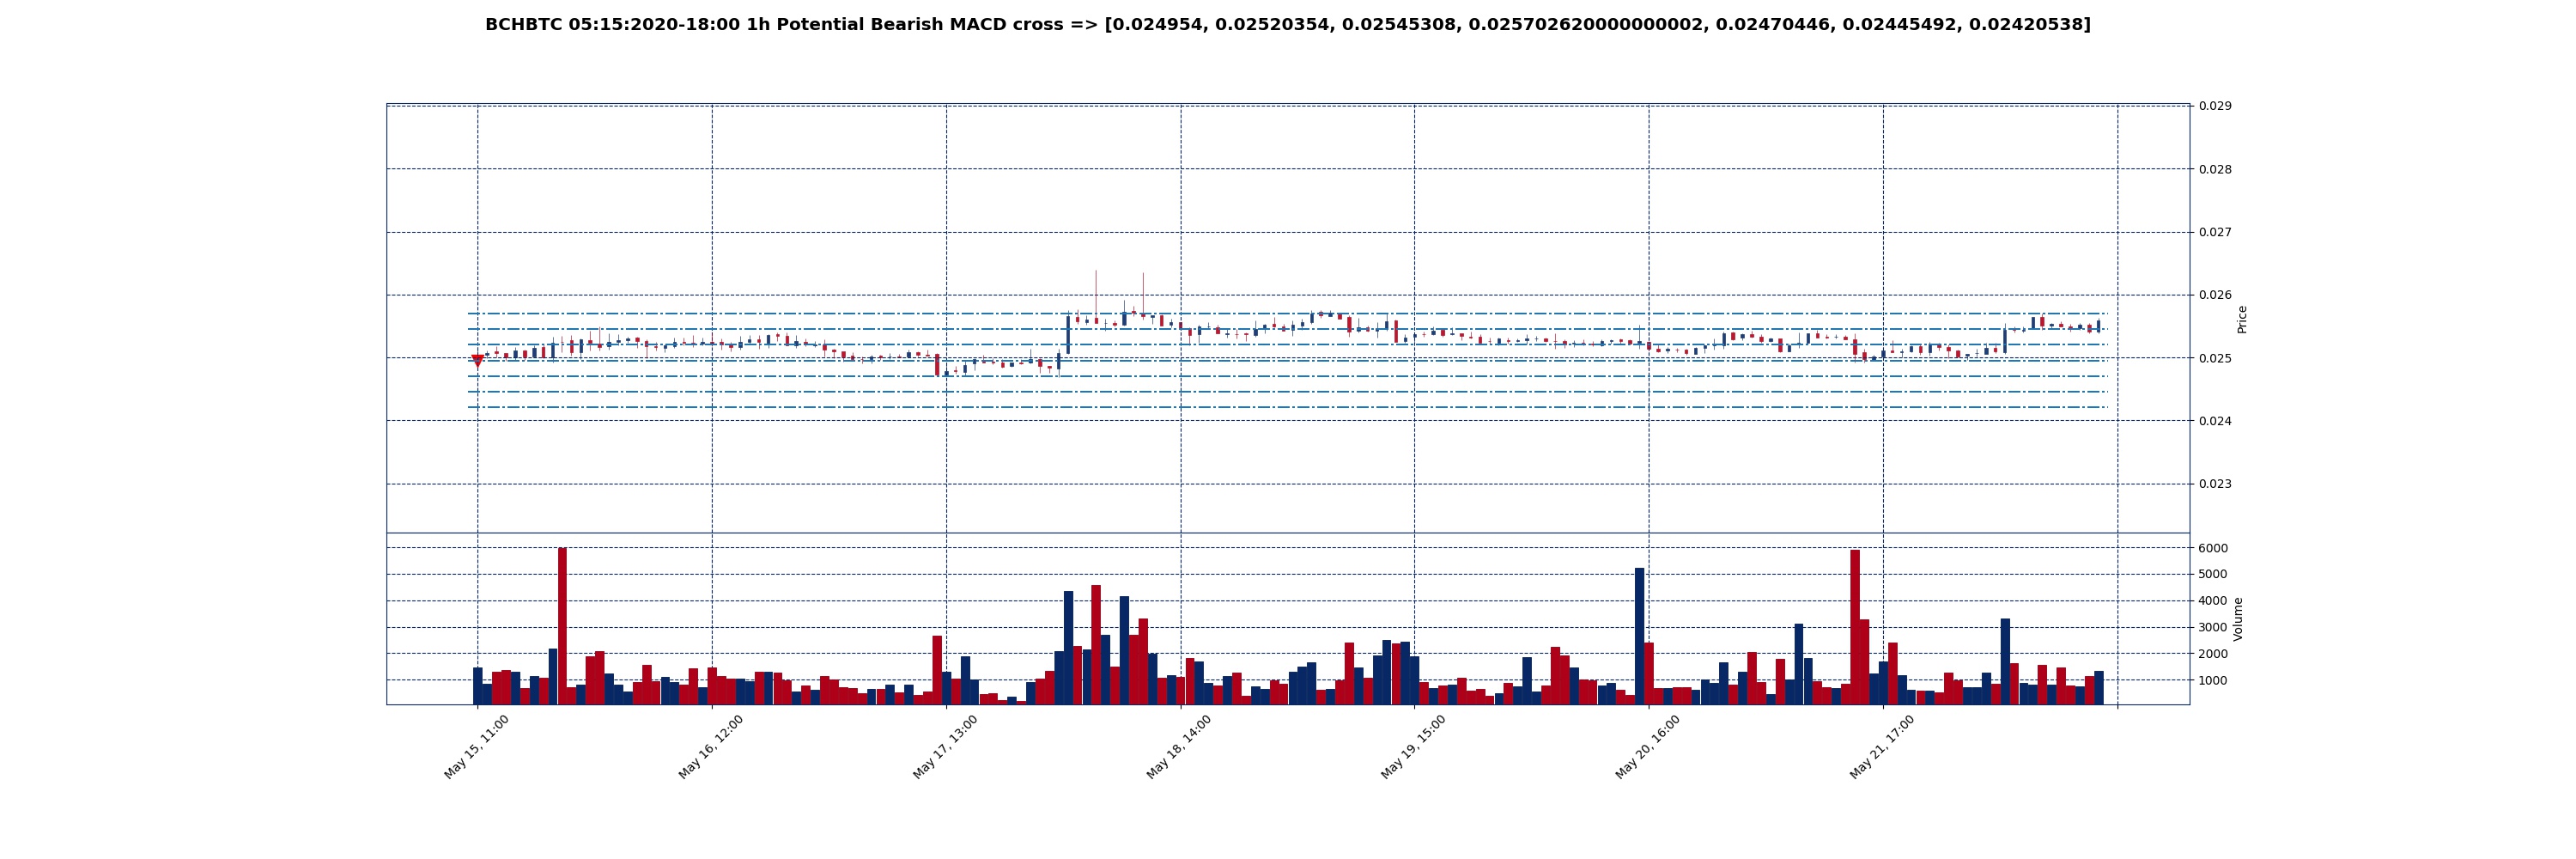 BCHBTC 05:15:2020-18:00 1h Potential Bearish MACD cross => [0.024954, 0.02520354, 0.02545308, 0.025702620000000002, 0.02470446, 0.02445492, 0.02420538]
0.029
0.028
0.027
0.026
0.025
0.024
0.023
Price
6000
5000
4000
3000
2000
1000
Volume
May 15, 11:00
May 16, 12:00
May 17, 13:00
May 18, 14:00
May 19, 15:00
May 20, 16:00
May 21, 17:00